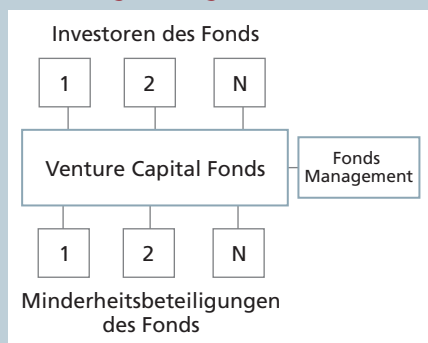 Investoren des Fonds
1 2 N
Venture Capital Fonds
Fonds
Management
1 2 N
Minderheitsbeteiligungen
des Fonds